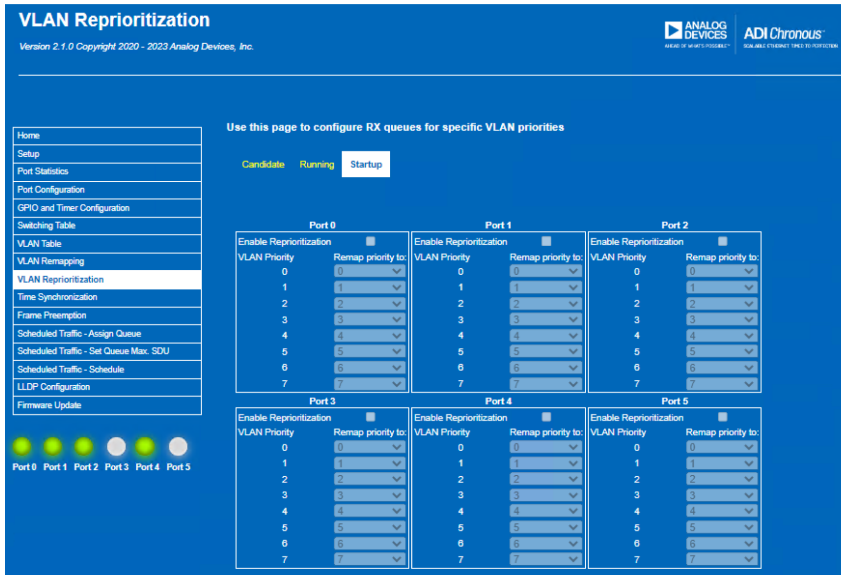 VLAN Reprioritization
Version 2.1.0 Copyright 2020 - 2023 Analog Devices, Inc.
ANALOG DEVICES
AHEAD OF WHAT'S POSSIBLE™
ADI Chronous™
SCALABLE ETHERNET TIMED TO PERFECTION
Home
Setup
Port Statistics
Port Configuration
GPIO and Timer Configuration
Switching Table
VLAN Table
VLAN Remapping
VLAN Reprioritization
Time Synchronization
Frame Preemption
Scheduled Traffic - Assign Queue
Scheduled Traffic - Set Queue Max. SDU
Scheduled Traffic - Schedule
LLDP Configuration
Firmware Update
Port 0 Port 1 Port 2 Port 3 Port 4 Port 5
Use this page to configure RX queues for specific VLAN priorities
Candidate Running Startup
Port 0 Port 1 Port 2
Enable Reprioritization Enable Reprioritization Enable Reprioritization
VLAN Priority Remap priority to: VLAN Priority Remap priority to: VLAN Priority Remap priority to:
0 0 0 0 0 0
1 1 1 1 1 1
2 2 2 2 2 2
3 3 3 3 3 3
4 4 4 4 4 4
5 5 5 5 5 5
6 6 6 6 6 6
7 7 7 7 7 7
Port 3 Port 4 Port 5
Enable Reprioritization Enable Reprioritization Enable Reprioritization
VLAN Priority Remap priority to: VLAN Priority Remap priority to: VLAN Priority Remap priority to:
0 0 0 0 0 0
1 1 1 1 1 1
2 2 2 2 2 2
3 3 3 3 3 3
4 4 4 4 4 4
5 5 5 5 5 5
6 6 6 6 6 6
7 7 7 7 7 7